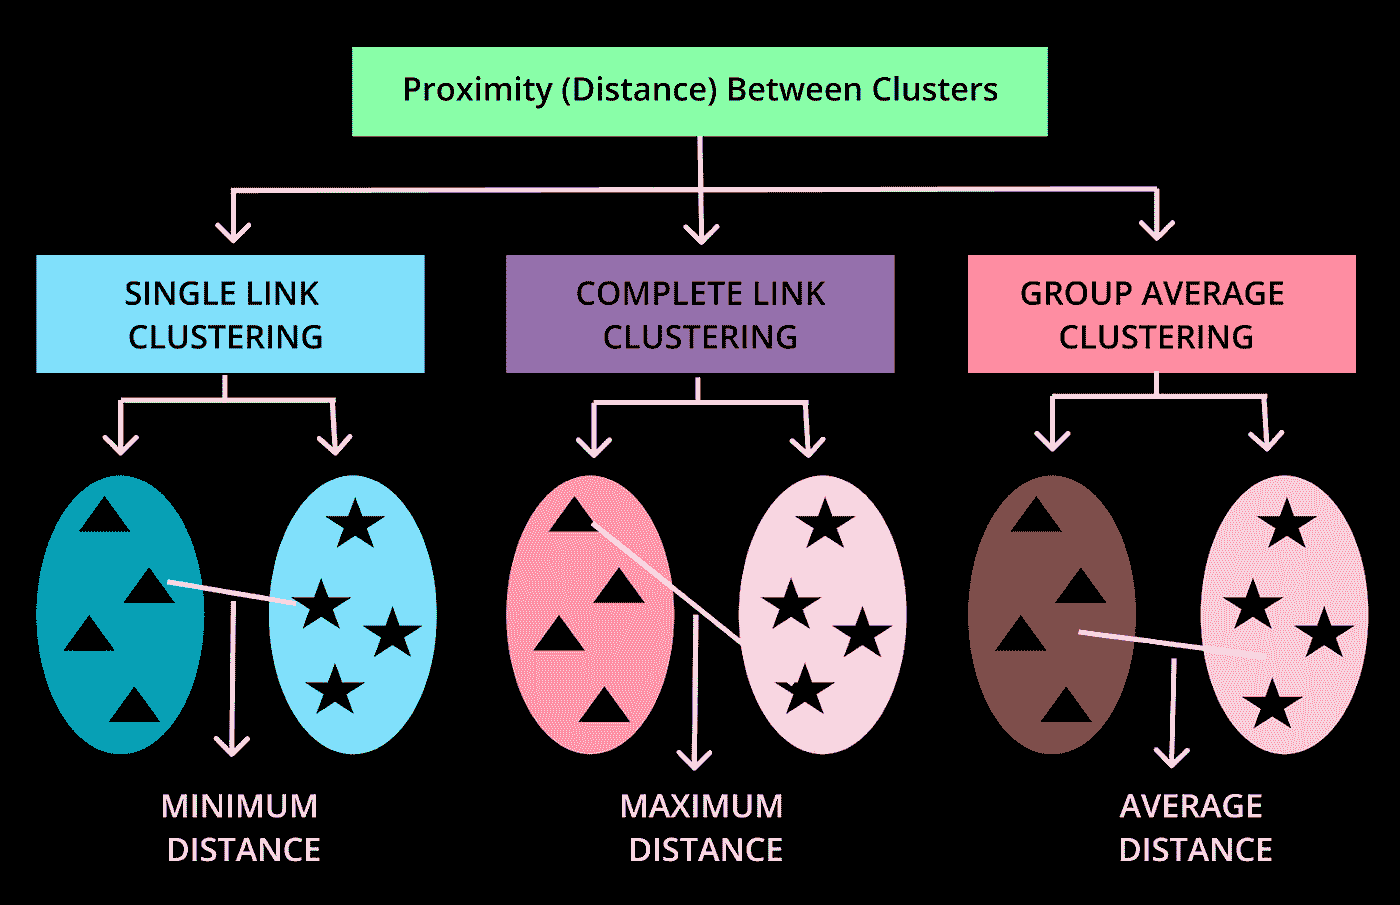 Proximity (Distance) Between Clusters
SINGLE LINK
CLUSTERING
COMPLETE LINK
CLUSTERING
GROUP AVERAGE
CLUSTERING
MINIMUM
DISTANCE
MAXIMUM
DISTANCE
AVERAGE
DISTANCE